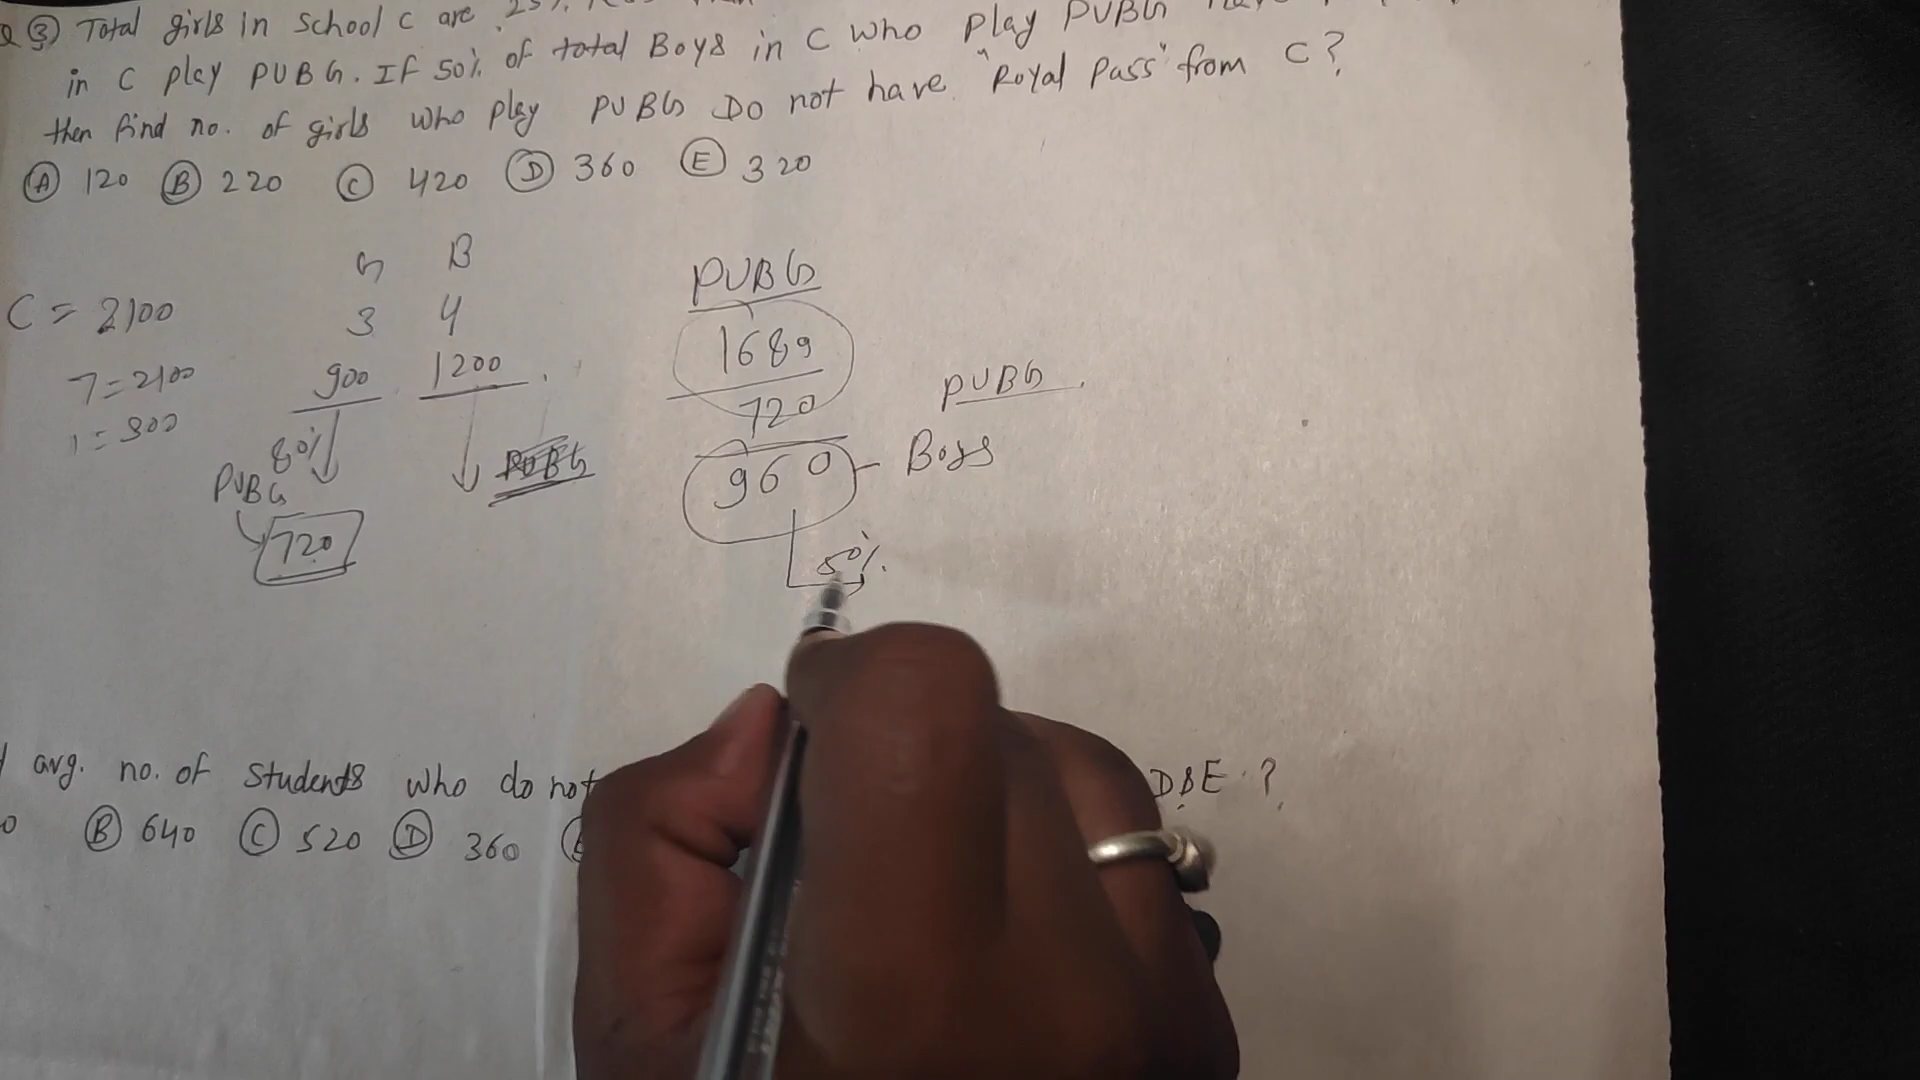 ③ Total girls in school C are 25%
in C play PUBG. If 50% of total Boys in C who play PUBG
then find no. of girls who play PUBG Do not have "Royal Pass" from C?
Ⓐ 120 Ⓑ 220 Ⓒ 420 Ⓓ 360 Ⓔ 320
G B
C = 2100 3 4
7=2100 900 1200
1=300
80%
PUBG
720
PUBG
1680
720
960 - Boys
PUBG
50%
avg. no. of students who do not D&E ?
Ⓑ 640 Ⓒ 520 Ⓓ 360